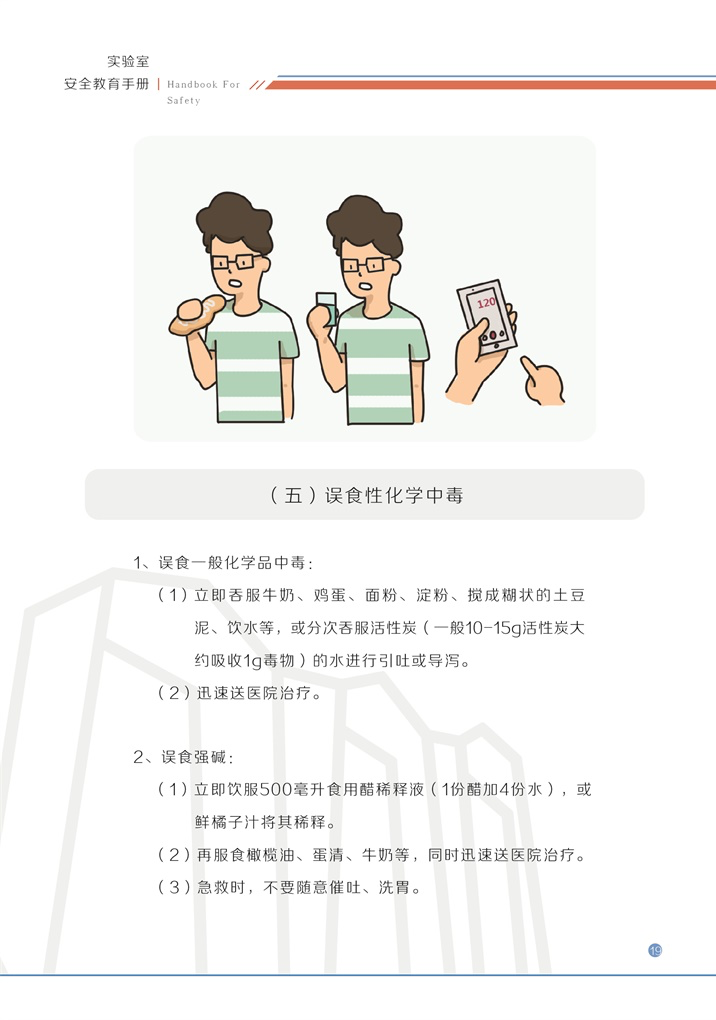 实验室
安全教育手册
Handbook For
Safety
120
（五）误食性化学中毒
1、误食一般化学品中毒：
（1）立即吞服牛奶、鸡蛋、面粉、淀粉、搅成糊状的土豆
泥、饮水等，或分次吞服活性炭（一般10-15g活性炭大
约吸收1g毒物）的水进行引吐或导泻。
（2）迅速送医院治疗。
2、误食强碱：
（1）立即饮服500毫升食用醋稀释液（1份醋加4份水），或
鲜橘子汁将其稀释。
（2）再服食橄榄油、蛋清、牛奶等，同时迅速送医院治疗。
（3）急救时，不要随意催吐、洗胃。
19